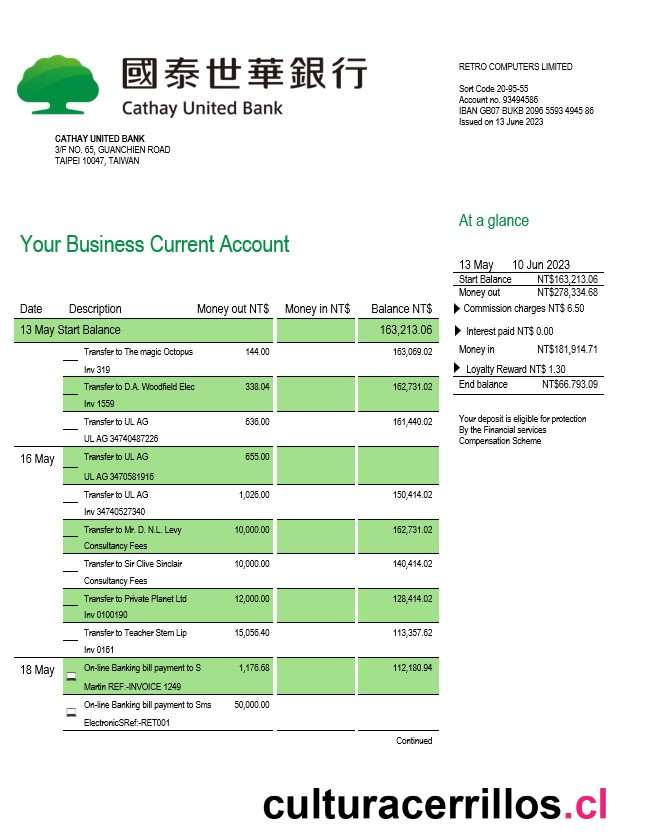 國泰世華銀行
Cathay United Bank
CATHAY UNITED BANK
3/F NO. 65, GUANCHIEN ROAD
TAIPEI 10047, TAIWAN
RETRO COMPUTERS LIMITED
Sort Code 20-95-55
Account no. 93494586
IBAN GB07 BUKB 2096 5593 4945 86
Issued on 13 June 2023
Your Business Current Account
At a glance
13 May 10 Jun 2023
Start Balance NT$163,213.06
Money out NT$278,334.68
Commission charges NT$ 6.50
Interest paid NT$ 0.00
Money in NT$181,914.71
Loyalty Reward NT$ 1.30
End balance NT$66.793.09
Your deposit is eligible for protection
By the Financial services
Compensation Scheme
Date Description Money out NT$ Money in NT$ Balance NT$
13 May Start Balance 163,213.06
Transfer to The magic Octopus 144.00 163,069.02
Inv 319
Transfer to D.A. Woodfield Elec 338.04 162,731.02
Inv 1559
Transfer to UL AG 636.00 161,440.02
UL AG 34740487226
16 May Transfer to UL AG 655.00
UL AG 3470581916
Transfer to UL AG 1,026.00 150,414.02
Inv 34740527340
Transfer to Mr. D. N.L. Levy 10,000.00 162,731.02
Consultancy Fees
Transfer to Sir Clive Sinclair 10,000.00 140,414.02
Consultancy Fees
Transfer to Private Planet Ltd 12,000.00 128,414.02
Inv 0100190
Transfer to Teacher Stem Lip 15,056.40 113,357.62
Inv 0161
18 May On-line Banking bill payment to S 1,176.68 112,180.94
Martin REF:-INVOICE 1249
On-line Banking bill payment to Sms 50,000.00
ElectronicSRef:-RET001
Continued
culturacerrillos.cl